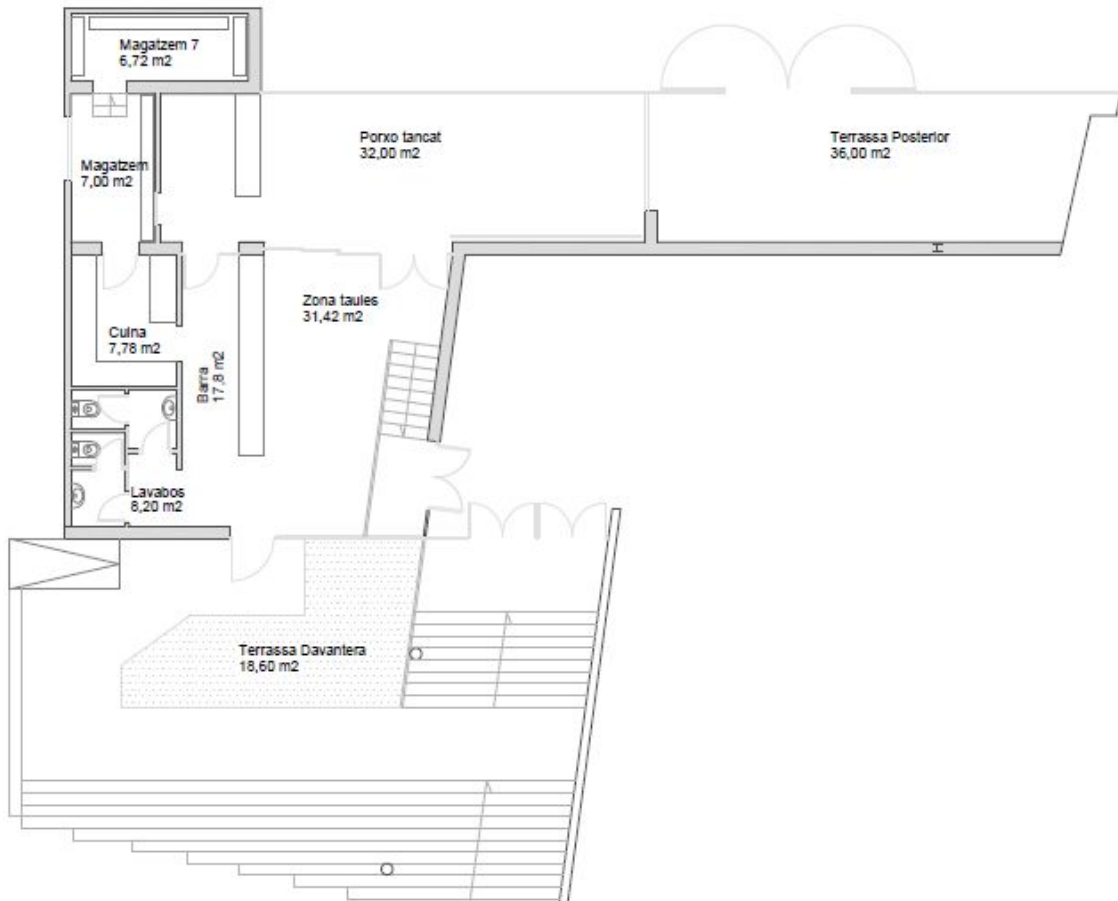 Magatzem 7
6,72 m2
Porxo tancat
32,00 m2
Terrassa Posterior
36,00 m2
Magatzem
7,00 m2
Zona taules
31,42 m2
Cuina
7,78 m2
Barra
17,8 m2
Lavabos
8,20 m2
Terrassa Davantera
18,60 m2